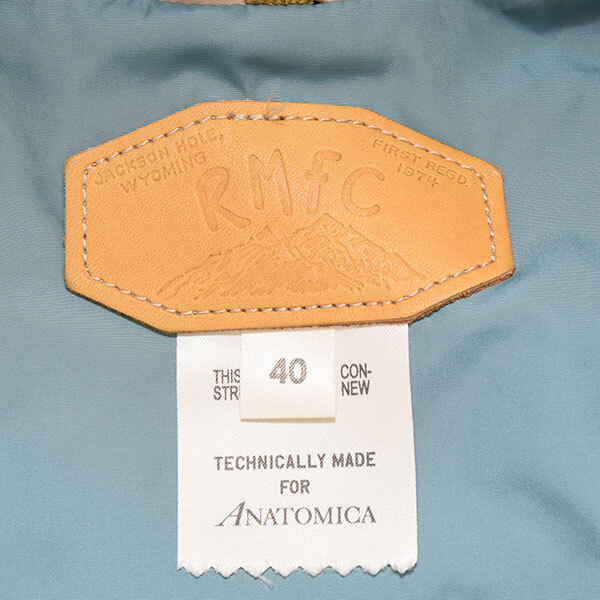 JACKSON HOLE,
WYOMING
FIRST REGD.
1974
RMFC
40
THIS CON-
STR NEW
TECHNICALLY MADE
FOR
ANATOMICA